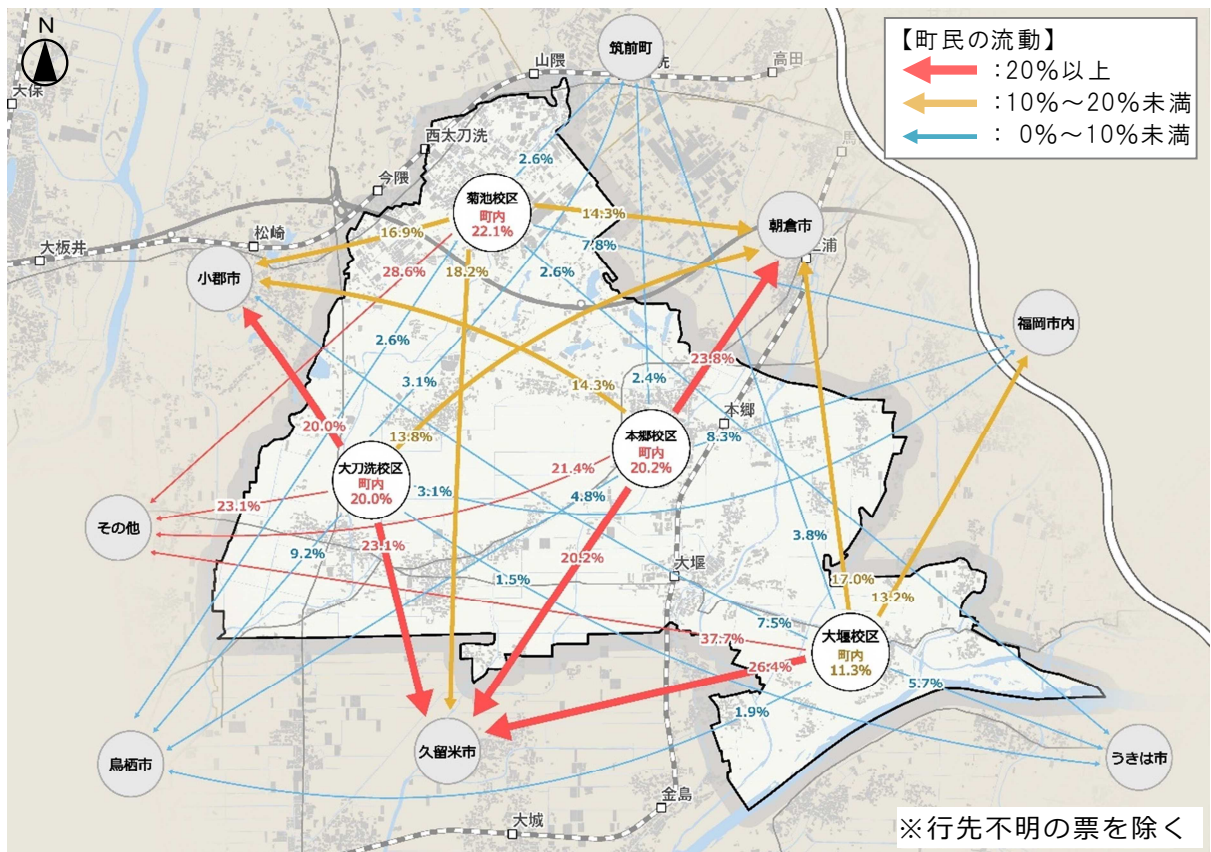 N
【町民の流動】
：20%以上
：10%～20%未満
： 0%～10%未満
筑前町
山隈
高田
大保
西太刀洗
今隈
2.6%
菊池校区
町内
22.1%
14.3%
朝倉市
16.9%
7.8%
松崎
大板井
28.6%
18.2%
2.6%
小郡市
福岡市内
2.6%
3.1%
14.3%
2.4%
23.8%
本郷
20.0%
13.8%
8.3%
本郷校区
町内
20.2%
大刀洗校区
町内
20.0%
21.4%
3.1%
4.8%
23.1%
その他
3.8%
9.2%
23.1%
20.2%
1.5%
大堰
17.0%
13.2%
7.5%
37.7%
大堰校区
町内
11.3%
26.4%
5.7%
1.9%
鳥栖市
久留米市
うきは市
金島
大城
※行先不明の票を除く